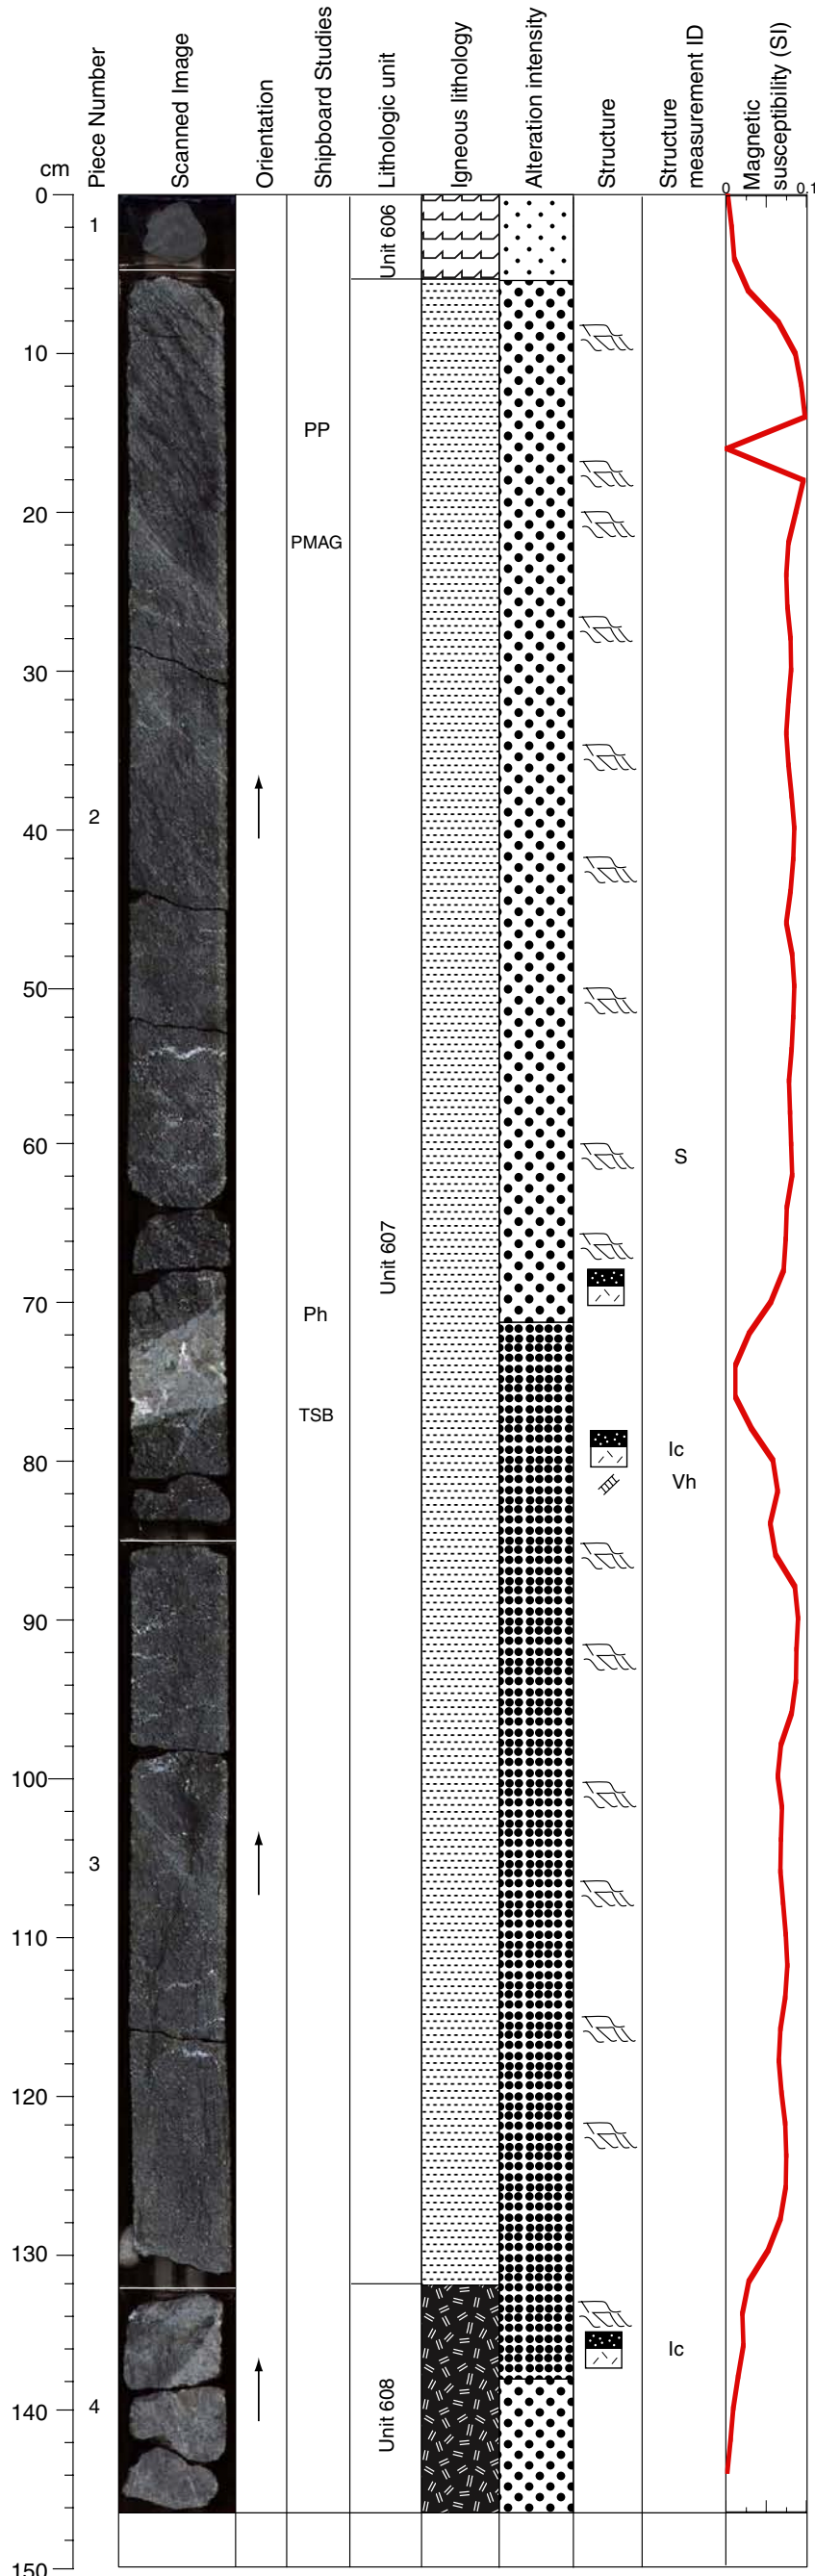 cm
Piece Number
Scanned Image
Orientation
Shipboard Studies
Lithologic unit
Igneous lithology
Alteration intensity
Structure
Structure
measurement ID
Magnetic
susceptibility (SI)
0
0.1
0
1
Unit 606
10
PP
20
PMAG
30
2
40
50
60
S
Unit 607
70
Ph
TSB
80
Ic
Vh
90
100
3
110
120
130
Ic
140
4
Unit 608
150